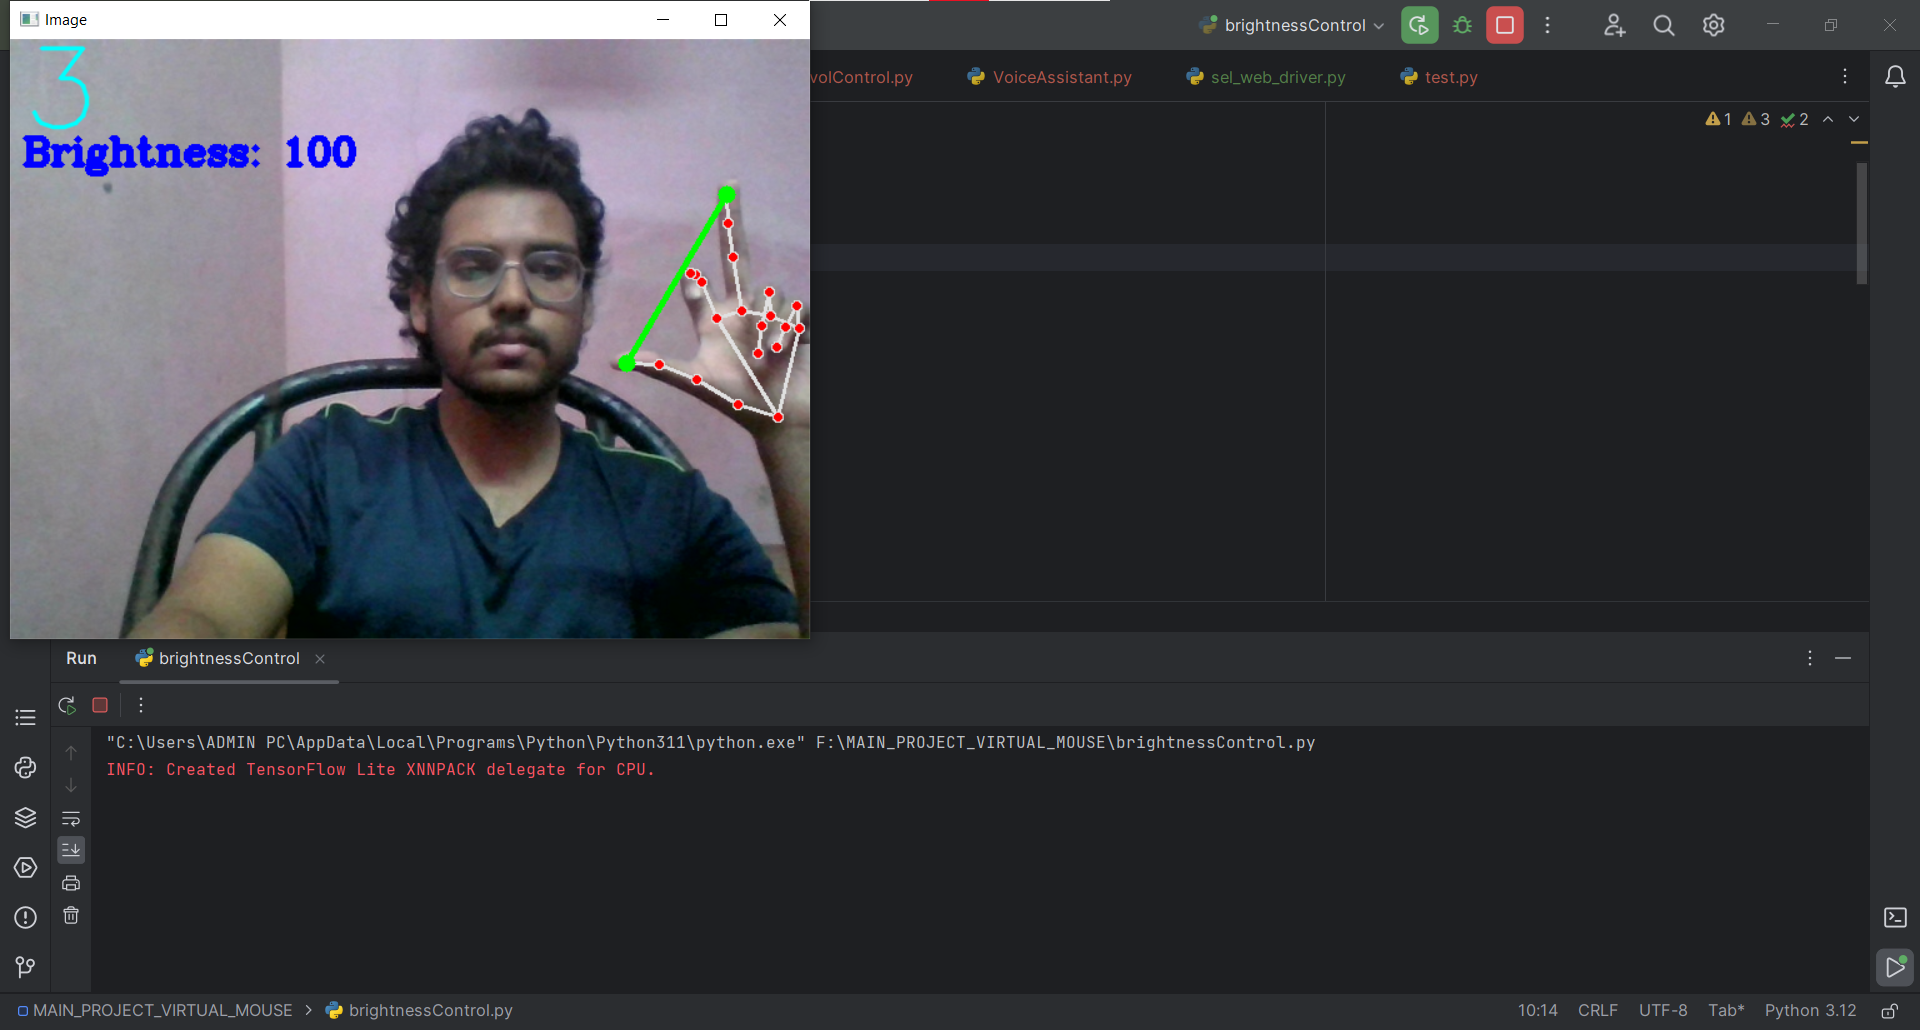 Image
brightnessControl
3
Brightness: 100
volControl.py
VoiceAssistant.py
sel_web_driver.py
test.py
1
3
2
Run
brightnessControl
"C:\Users\ADMIN PC\AppData\Local\Programs\Python\Python311\python.exe" F:\MAIN_PROJECT_VIRTUAL_MOUSE\brightnessControl.py
INFO: Created TensorFlow Lite XNNPACK delegate for CPU.
MAIN_PROJECT_VIRTUAL_MOUSE > brightnessControl.py
10:14 CRLF UTF-8 Tab* Python 3.12